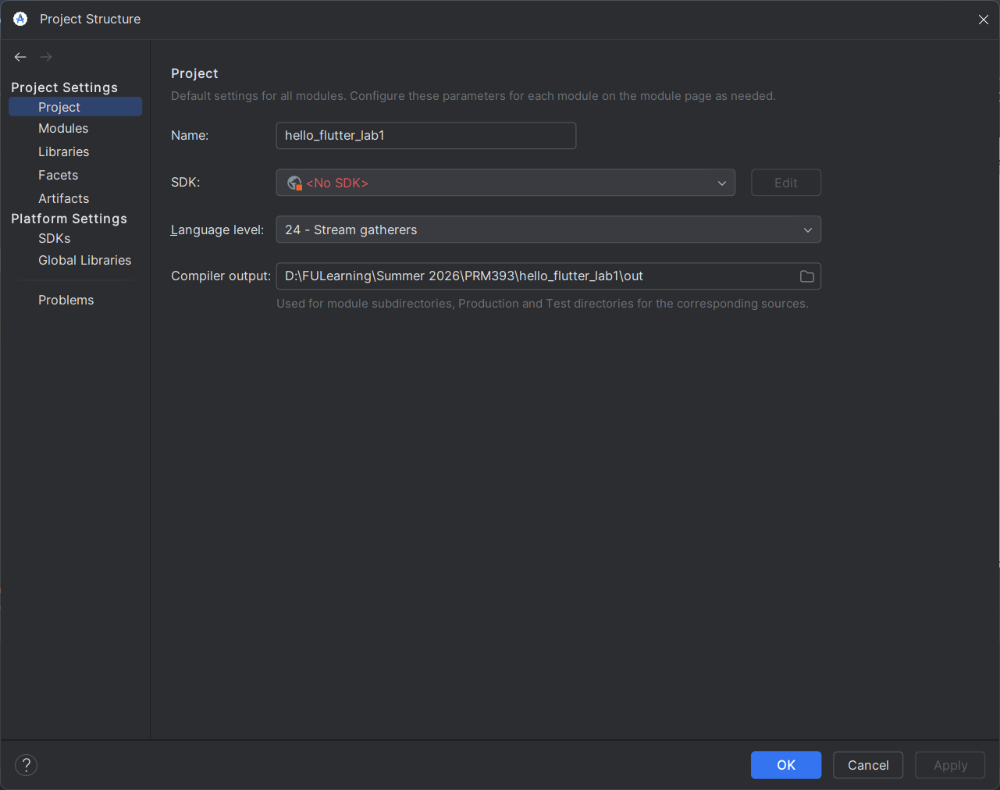 Project Structure
Project Settings
Project
Modules
Libraries
Facets
Artifacts
Platform Settings
SDKs
Global Libraries
Problems
Project
Default settings for all modules. Configure these parameters for each module on the module page as needed.
Name: hello_flutter_lab1
SDK: <No SDK> Edit
Language level: 24 - Stream gatherers
Compiler output: D:\FULearning\Summer 2026\PRM393\hello_flutter_lab1\out
Used for module subdirectories, Production and Test directories for the corresponding sources.
? OK Cancel Apply